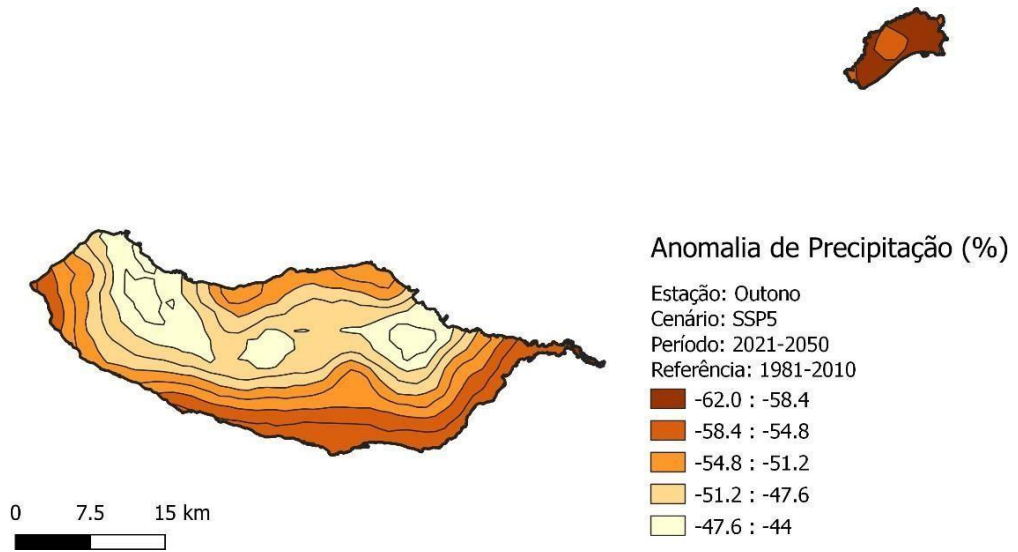 Anomalia de Precipitação (%)
Estação: Outono
Cenário: SSP5
Período: 2021-2050
Referência: 1981-2010
-62.0 : -58.4
-58.4 : -54.8
-54.8 : -51.2
-51.2 : -47.6
-47.6 : -44
0 7.5 15 km